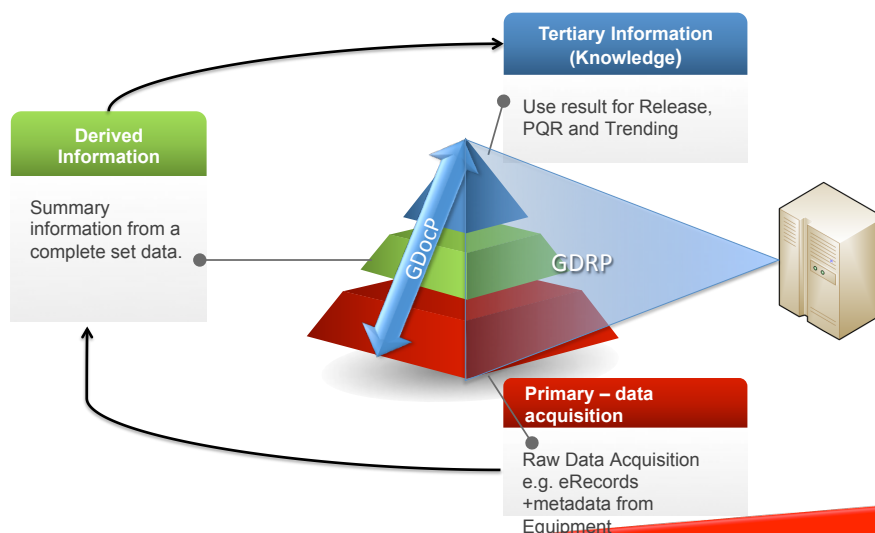 Tertiary Information
(Knowledge)
Use result for Release,
PQR and Trending
Derived
Information
Summary
information from a
complete set data.
GDocP
GDRP
Primary – data
acquisition
Raw Data Acquisition
e.g. eRecords
+metadata from
Equipment